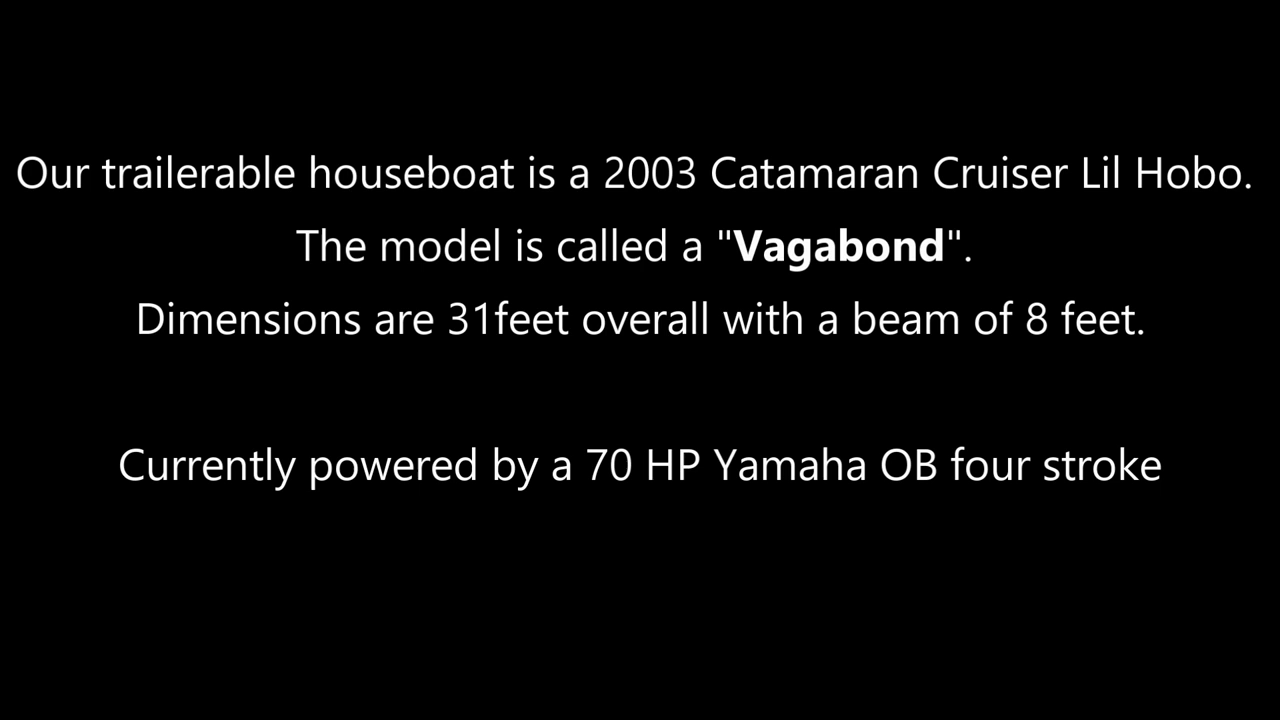 Our trailerable houseboat is a 2003 Catamaran Cruiser Lil Hobo.
The model is called a "Vagabond".
Dimensions are 31feet overall with a beam of 8 feet.
Currently powered by a 70 HP Yamaha OB four stroke